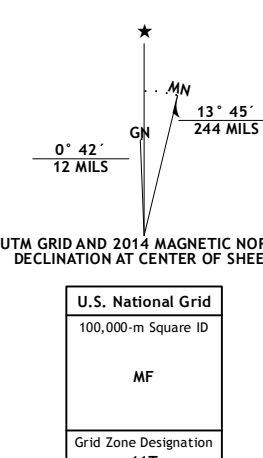 ★
MN
GN
13° 45´
244 MILS
0° 42´
12 MILS
UTM GRID AND 2014 MAGNETIC NOR
DECLINATION AT CENTER OF SHEE
U.S. National Grid
100,000-m Square ID
MF
Grid Zone Designation
11T